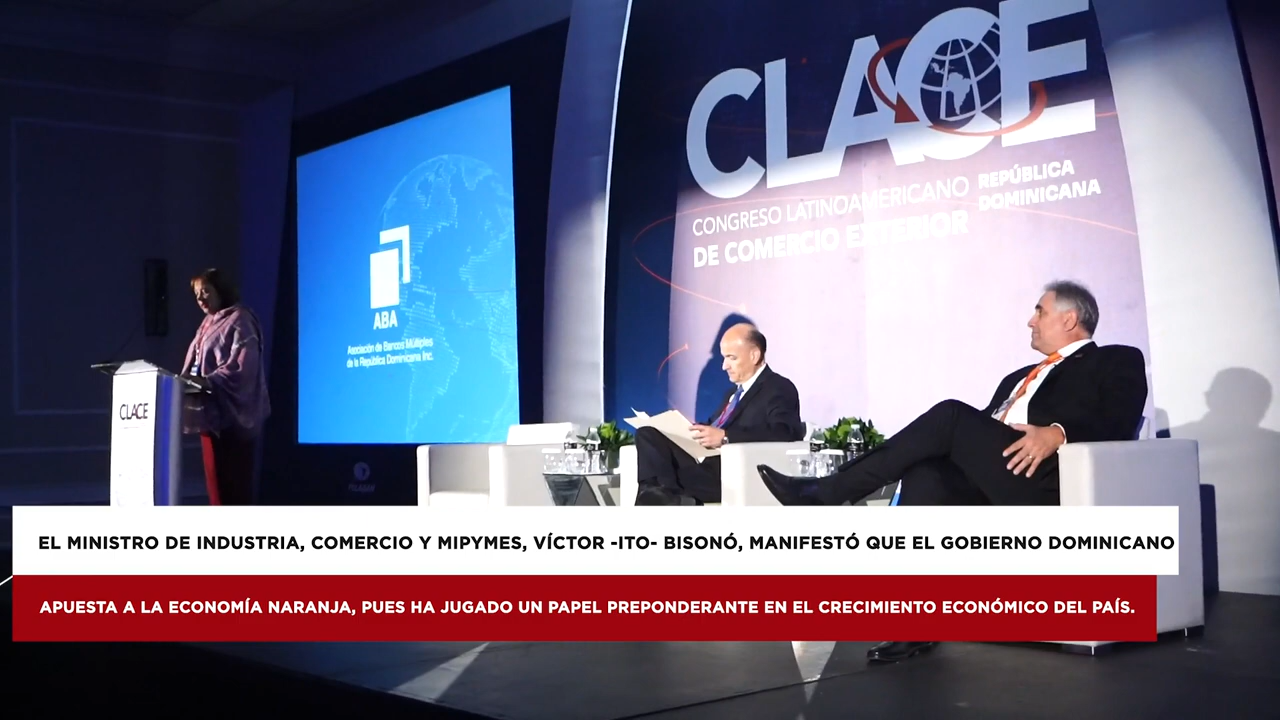 CLACE
CONGRESO LATINOAMERICANO
DE COMERCIO EXTERIOR
REPÚBLICA
DOMINICANA
ABA
Asociación de Bancos Múltiples
de la República Dominicana Inc.
CLACE
EL MINISTRO DE INDUSTRIA, COMERCIO Y MIPYMES, VÍCTOR -ITO- BISONÓ, MANIFESTÓ QUE EL GOBIERNO DOMINICANO
APUESTA A LA ECONOMÍA NARANJA, PUES HA JUGADO UN PAPEL PREPONDERANTE EN EL CRECIMIENTO ECONÓMICO DEL PAÍS.